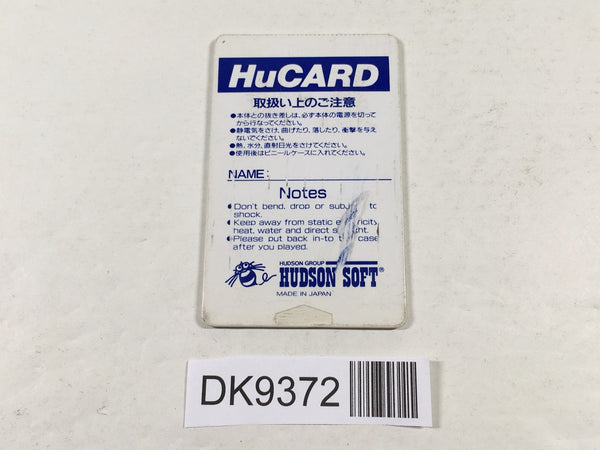 HuCARD
取扱い上のご注意
●本体との抜き差しは、必ず本体の電源を切って
から行なってください。
●静電気をさけ、曲げたり、落したり、衝撃を与え
ないでください。
●熱、水分、直射日光をさけてください。
●使用後はビニールケースに入れてください。
NAME:
Notes
●Don't bend, drop or to
shock.
●Keep away from static
heat, water and direct
●Please put back in-to case
after you played.
HUDSON GROUP
HUDSON SOFT®
MADE IN JAPAN
DK9372